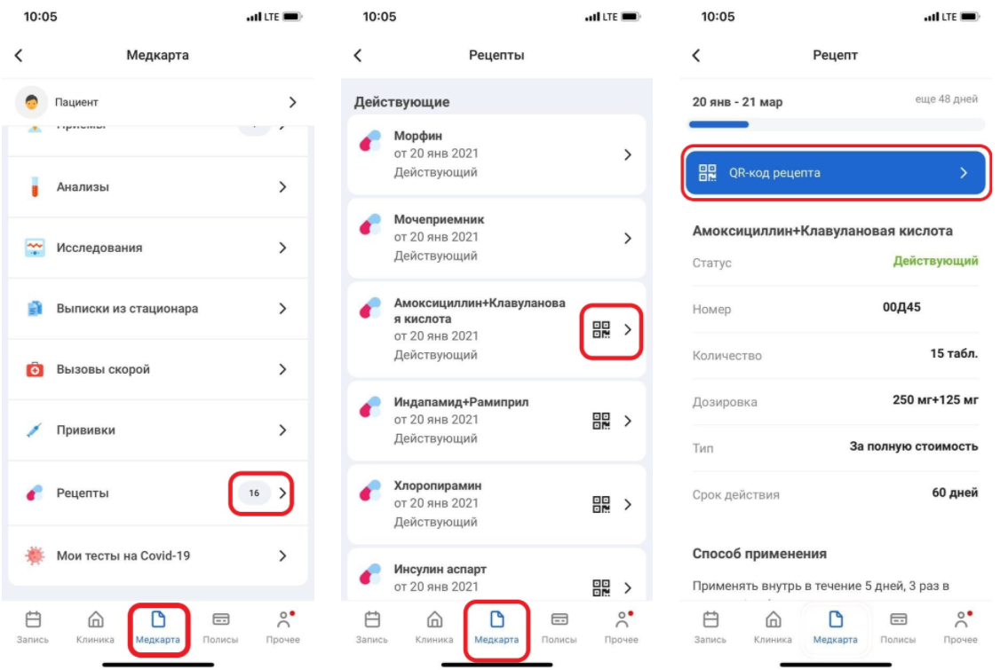 10:05
LTE
Медкарта
Пациент
Анализы
Исследования
Выписки из стационара
Вызовы скорой
Прививки
Рецепты
16
Мои тесты на Covid-19
Запись
Клиника
Медкарта
Полисы
Прочее
10:05
LTE
Рецепты
Действующие
Морфин
от 20 янв 2021
Действующий
Мочеприемник
от 20 янв 2021
Действующий
Амоксициллин+Клавуланова
я кислота
от 20 янв 2021
Действующий
Индапамид+Рамиприл
от 20 янв 2021
Действующий
Хлоропирамин
от 20 янв 2021
Действующий
Инсулин аспарт
от 20 янв 2021
Запись
Клиника
Медкарта
Полисы
Прочее
10:05
LTE
Рецепт
20 янв - 21 мар
еще 48 дней
QR-код рецепта
Амоксициллин+Клавулановая кислота
Статус
Действующий
Номер
00Д45
Количество
15 табл.
Дозировка
250 мг+125 мг
Тип
За полную стоимость
Срок действия
60 дней
Способ применения
Применять внутрь в течение 5 дней, 3 раз в
Запись
Клиника
Медкарта
Полисы
Прочее